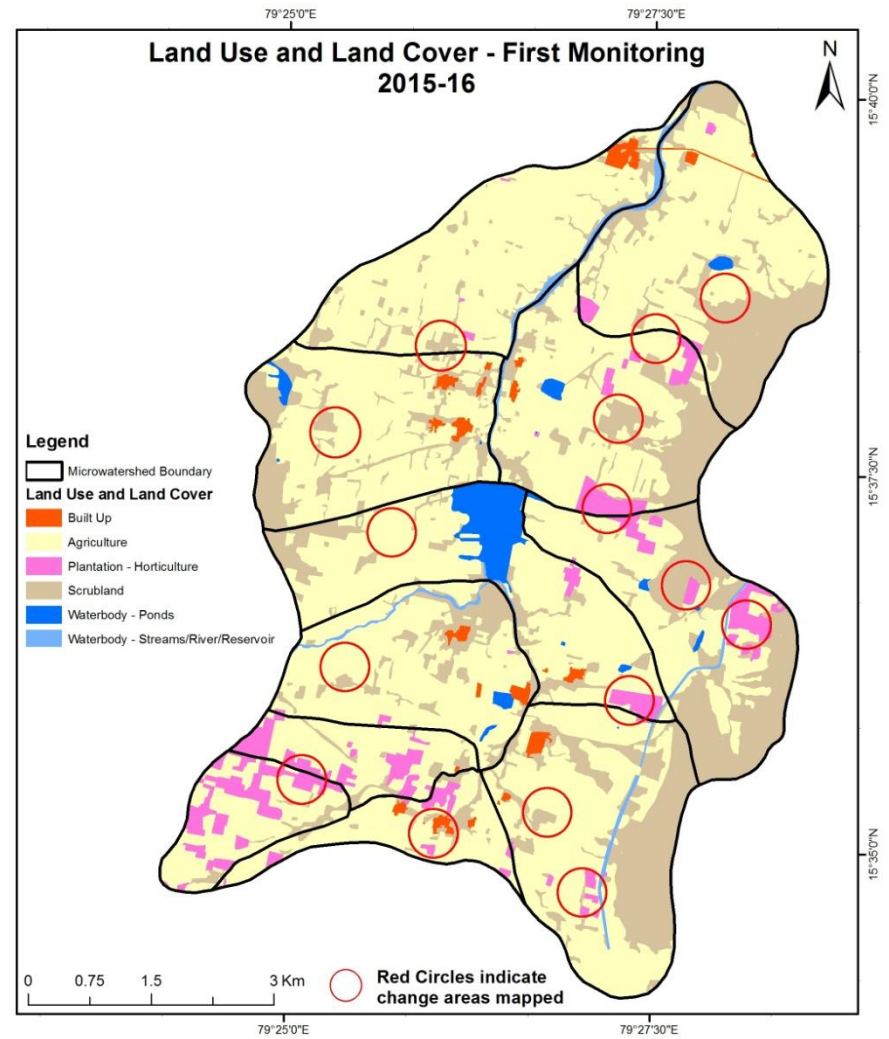 79°25'0"E
79°27'30"E
Land Use and Land Cover - First Monitoring
2015-16
N
15°40'0"N
15°37'30"N
15°35'0"N
Legend
Microwatershed Boundary
Land Use and Land Cover
Built Up
Agriculture
Plantation - Horticulture
Scrubland
Waterbody - Ponds
Waterbody - Streams/River/Reservoir
0 0.75 1.5 3 Km
Red Circles indicate
change areas mapped
79°25'0"E
79°27'30"E